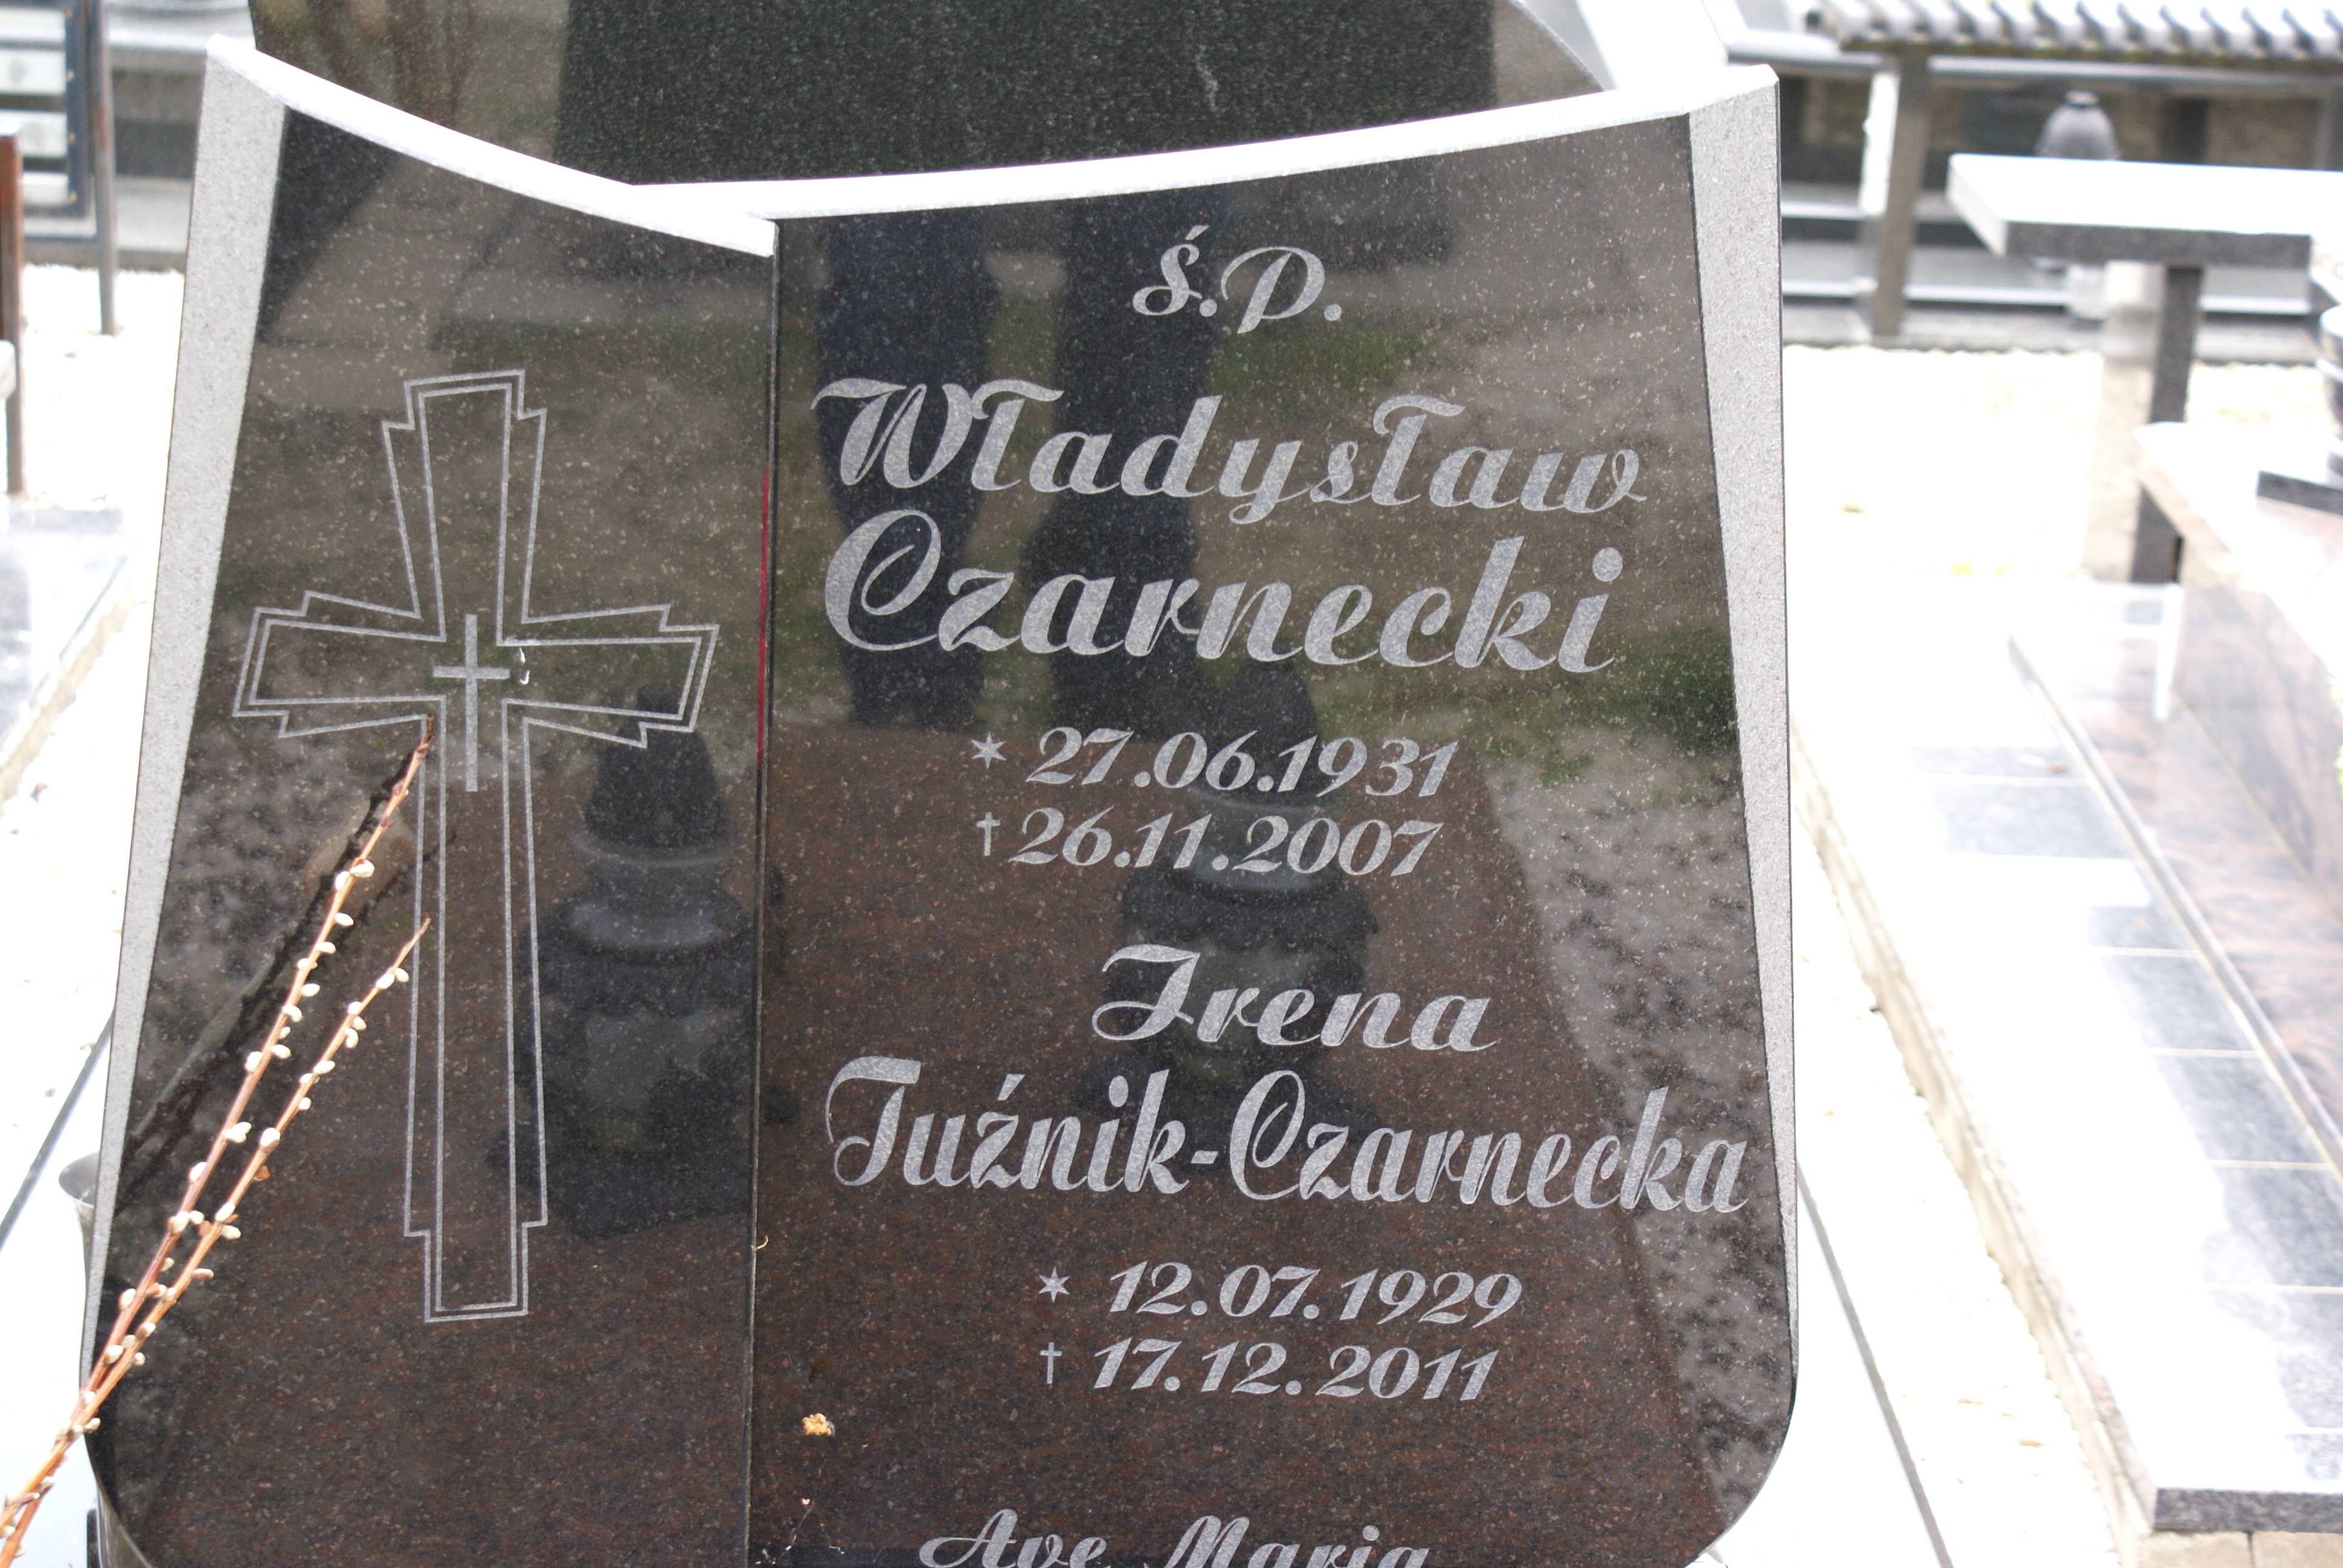 Ś.P.
Władysław
Czarnecki
* 27.06.1931
† 26.11.2007
Irena
Tuźnik-Czarnecka
* 12.07.1929
† 17.12.2011
Ave Maria